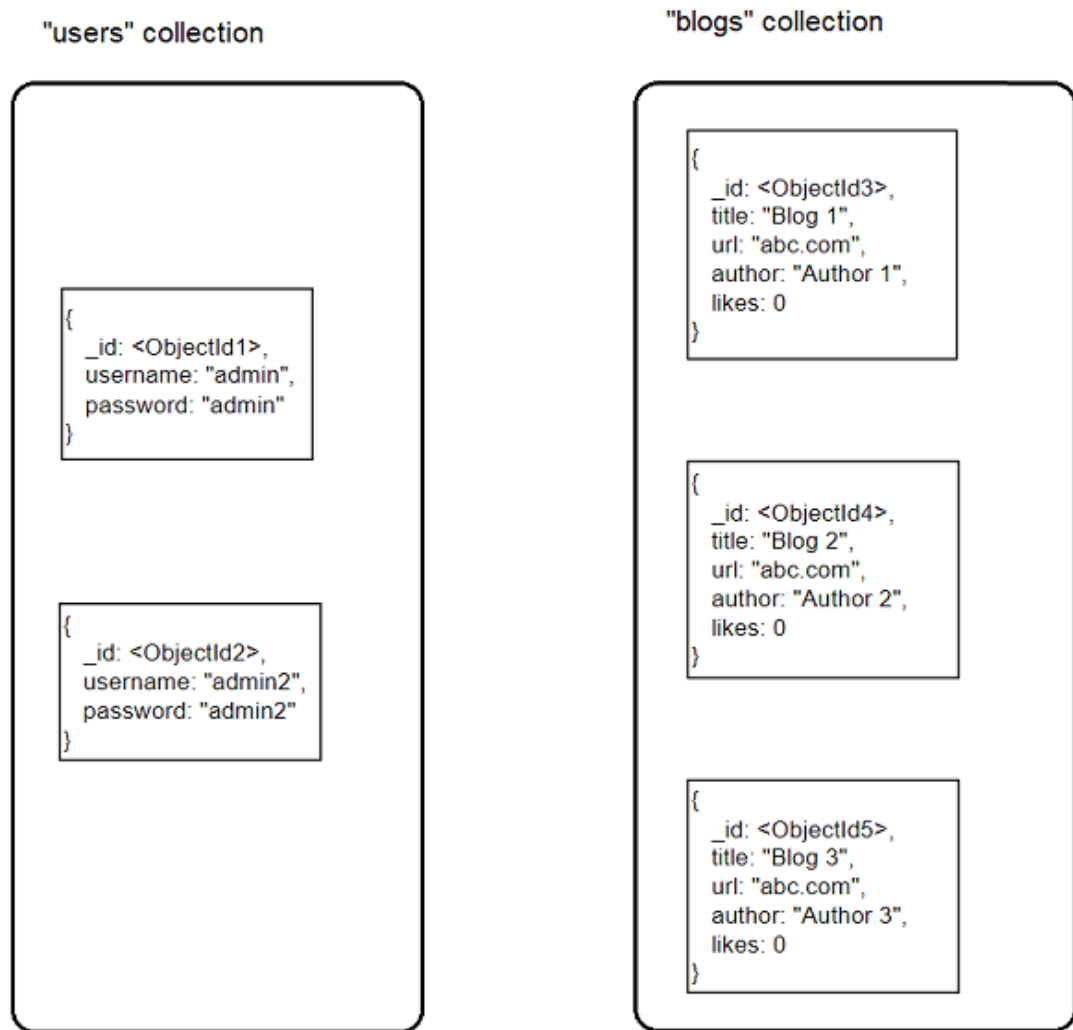 "users" collection
{
_id: <ObjectId1>,
username: "admin",
password: "admin"
}
{
_id: <ObjectId2>,
username: "admin2",
password: "admin2"
}
"blogs" collection
{
_id: <ObjectId3>,
title: "Blog 1",
url: "abc.com",
author: "Author 1",
likes: 0
}
{
_id: <ObjectId4>,
title: "Blog 2",
url: "abc.com",
author: "Author 2",
likes: 0
}
{
_id: <ObjectId5>,
title: "Blog 3",
url: "abc.com",
author: "Author 3",
likes: 0
}